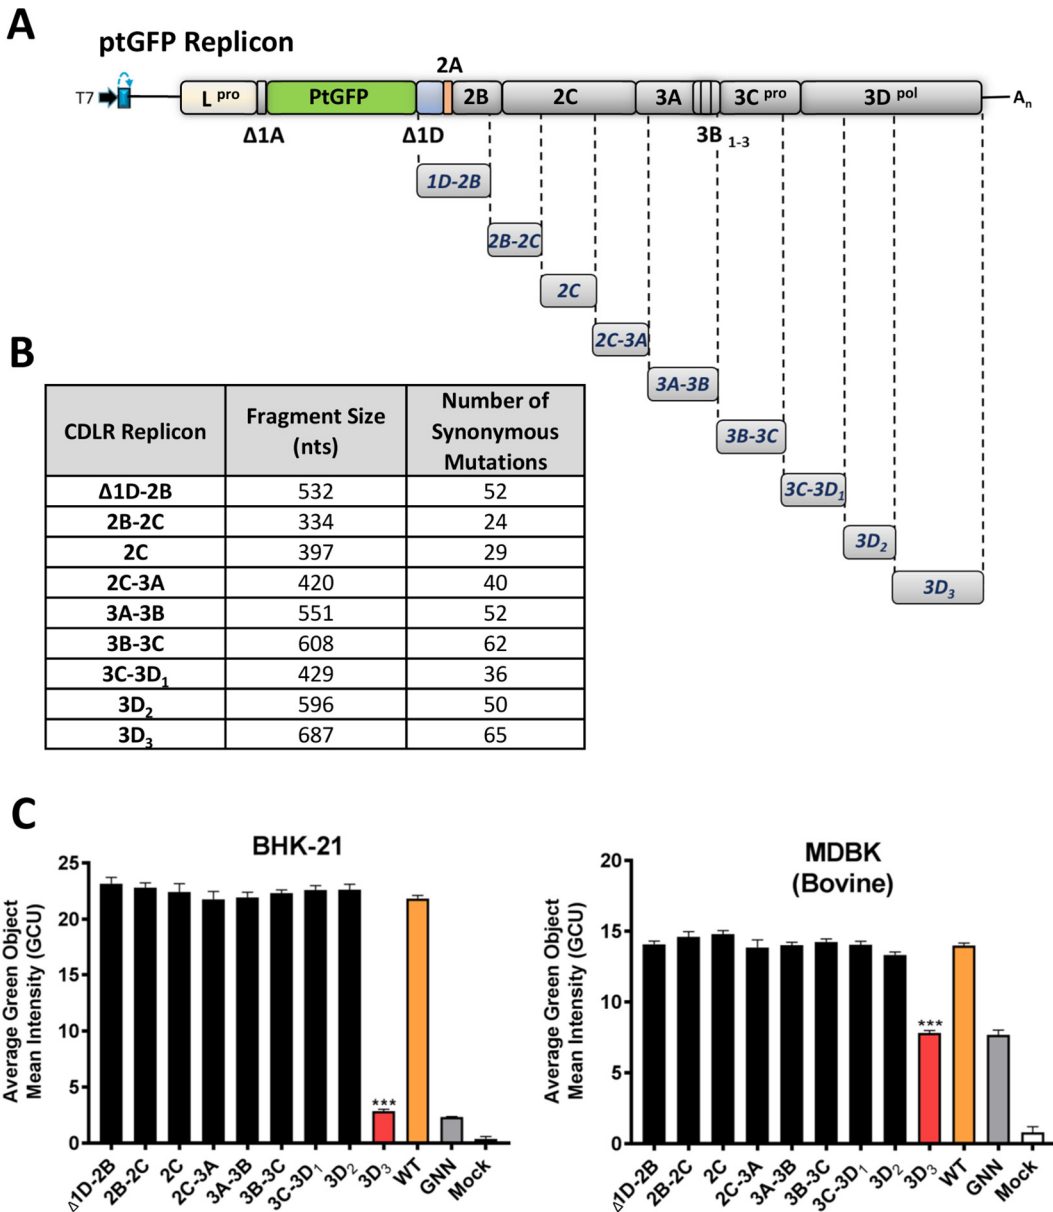 A
ptGFP Replicon
2A
T7 L pro PtGFP 2B 2C 3A 3C pro 3D pol An
Δ1A Δ1D 3B 1-3
1D-2B
2B-2C
2C
2C-3A
3A-3B
3B-3C
3C-3D1
3D2
3D3
B
CDLR Replicon Fragment Size (nts) Number of Synonymous Mutations
Δ1D-2B 532 52
2B-2C 334 24
2C 397 29
2C-3A 420 40
3A-3B 551 52
3B-3C 608 62
3C-3D1 429 36
3D2 596 50
3D3 687 65
C
BHK-21
Average Green Object
Mean Intensity (GCU)
25
20
15
10
5
0
***
Δ1D-2B 2B-2C 2C 2C-3A 3A-3B 3B-3C 3C-3D1 3D2 3D3 WT GNN Mock
MDBK
(Bovine)
Average Green Object
Mean Intensity (GCU)
20
15
10
5
0
***
Δ1D-2B 2B-2C 2C 2C-3A 3A-3B 3B-3C 3C-3D1 3D2 3D3 WT GNN Mock